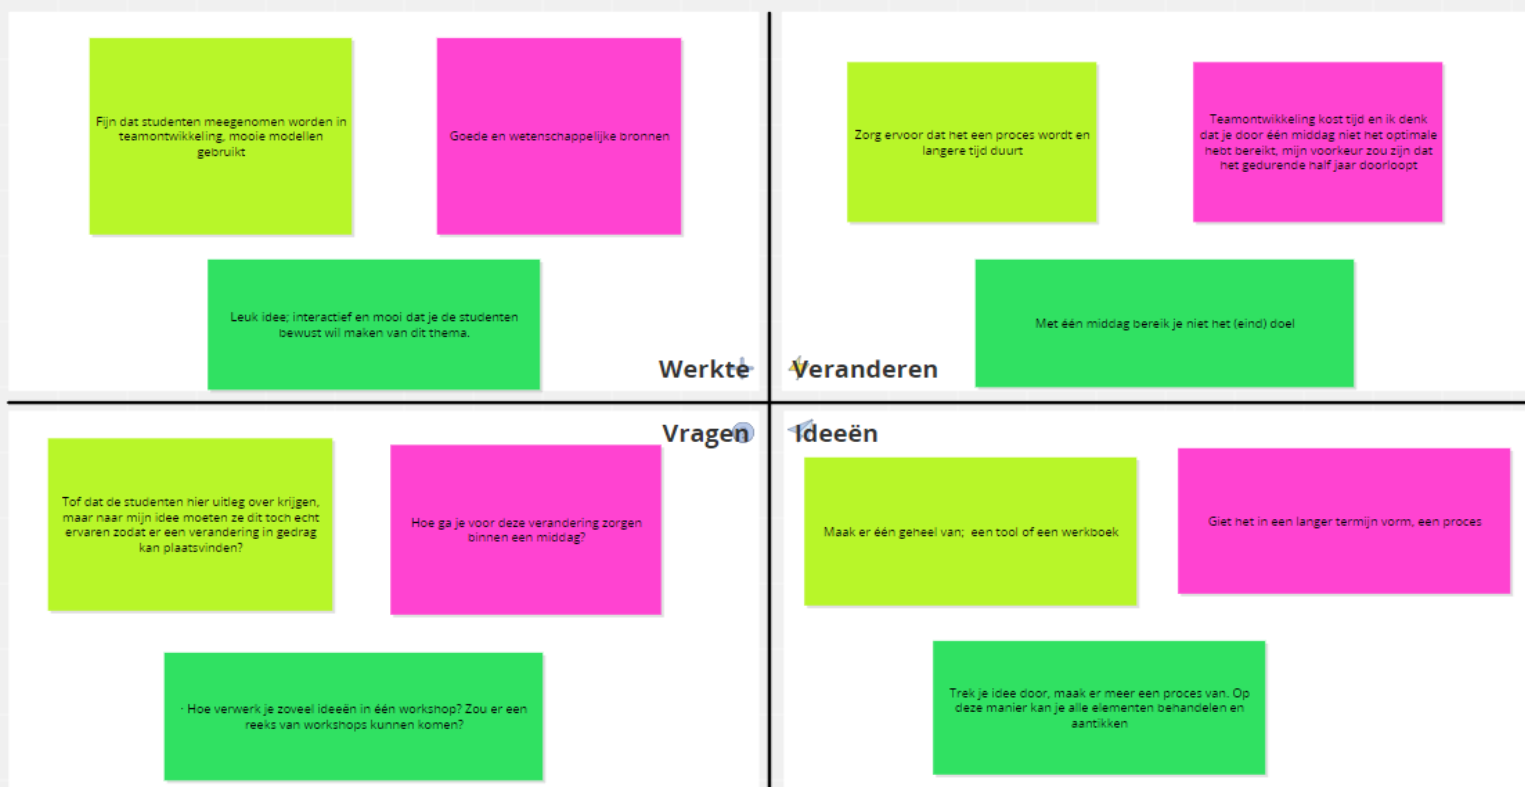 Fijn dat studenten meegenomen worden in
teamontwikkeling, mooie modellen
gebruikt
Goede en wetenschappelijke bronnen
Leuk idee; interactief en mooi dat je de studenten
bewust wil maken van dit thema.
Werkte
Zorg ervoor dat het een proces wordt en
langere tijd duurt
Teamontwikkeling kost tijd en ik denk
dat je door één middag niet het optimale
hebt bereikt, mijn voorkeur zou zijn dat
het gedurende half jaar doorloopt
Met één middag bereik je niet het (eind) doel
Veranderen
Vragen
Tof dat de studenten hier uitleg over krijgen,
maar naar mijn idee moeten ze dit toch echt
ervaren zodat er een verandering in gedrag
kan plaatsvinden?
Hoe ga je voor deze verandering zorgen
binnen een middag?
· Hoe verwerk je zoveel ideeën in één workshop? Zou er een
reeks van workshops kunnen komen?
Ideeën
Maak er één geheel van;  een tool of een werkboek
Giet het in een langer termijn vorm, een proces
Trek je idee door, maak er meer een proces van. Op
deze manier kan je alle elementen behandelen en
aantikken